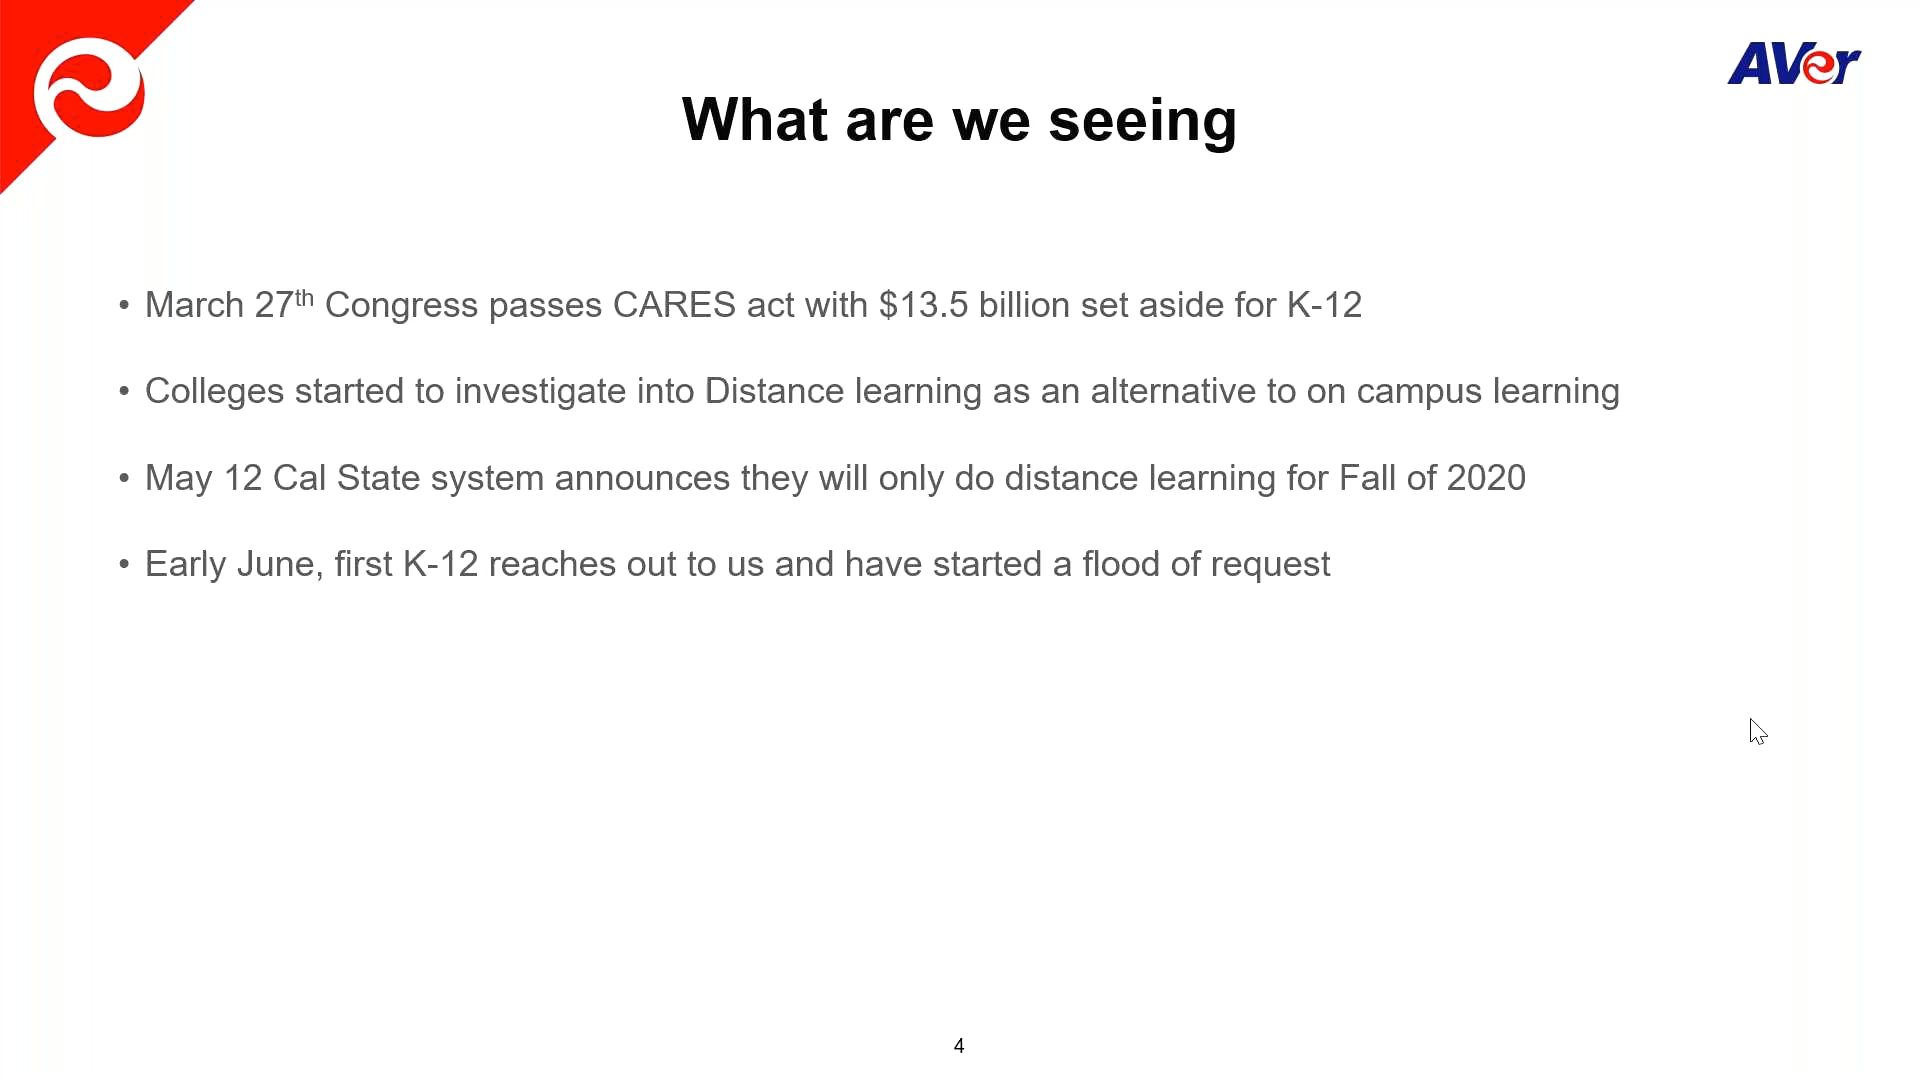 AVer
What are we seeing
• March 27th Congress passes CARES act with $13.5 billion set aside for K-12
• Colleges started to investigate into Distance learning as an alternative to on campus learning
• May 12 Cal State system announces they will only do distance learning for Fall of 2020
• Early June, first K-12 reaches out to us and have started a flood of request
4